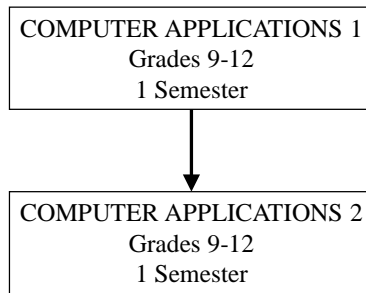 COMPUTER APPLICATIONS 1
Grades 9-12
1 Semester
COMPUTER APPLICATIONS 2
Grades 9-12
1 Semester